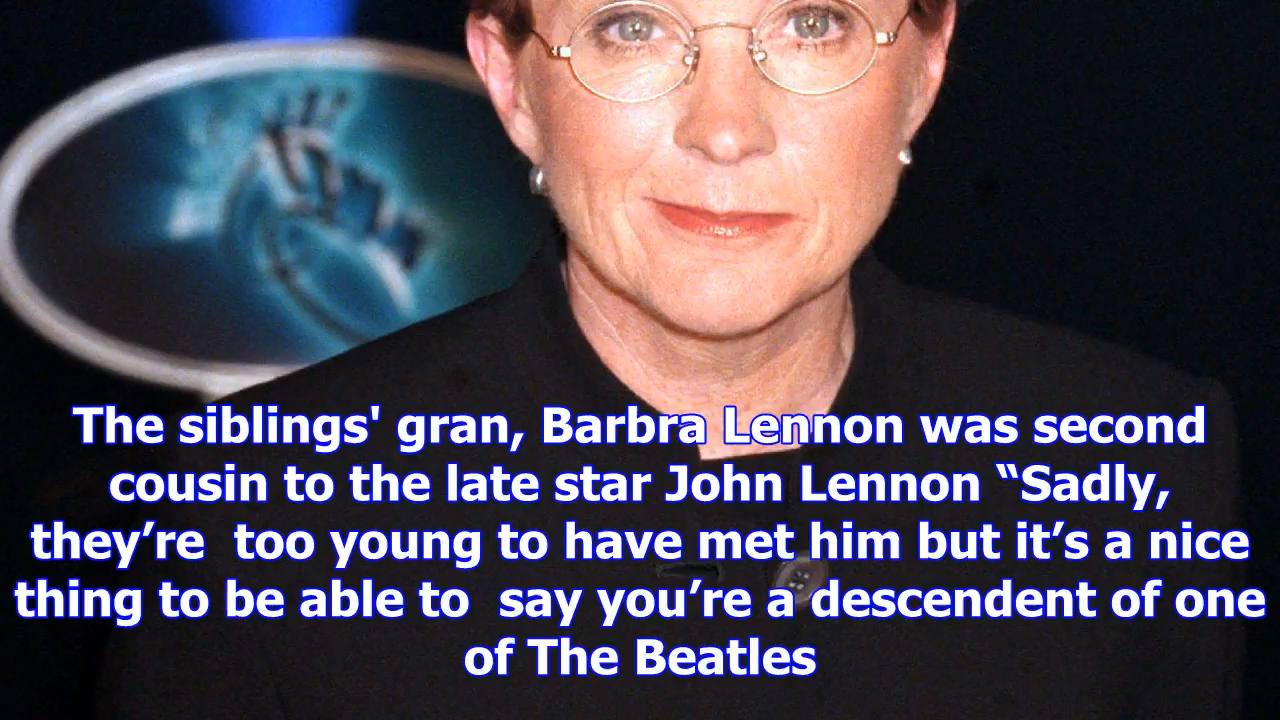 The siblings' gran, Barbra Lennon was second
cousin to the late star John Lennon “Sadly,
they’re  too young to have met him but it’s a nice
thing to be able to  say you’re a descendent of one
of The Beatles